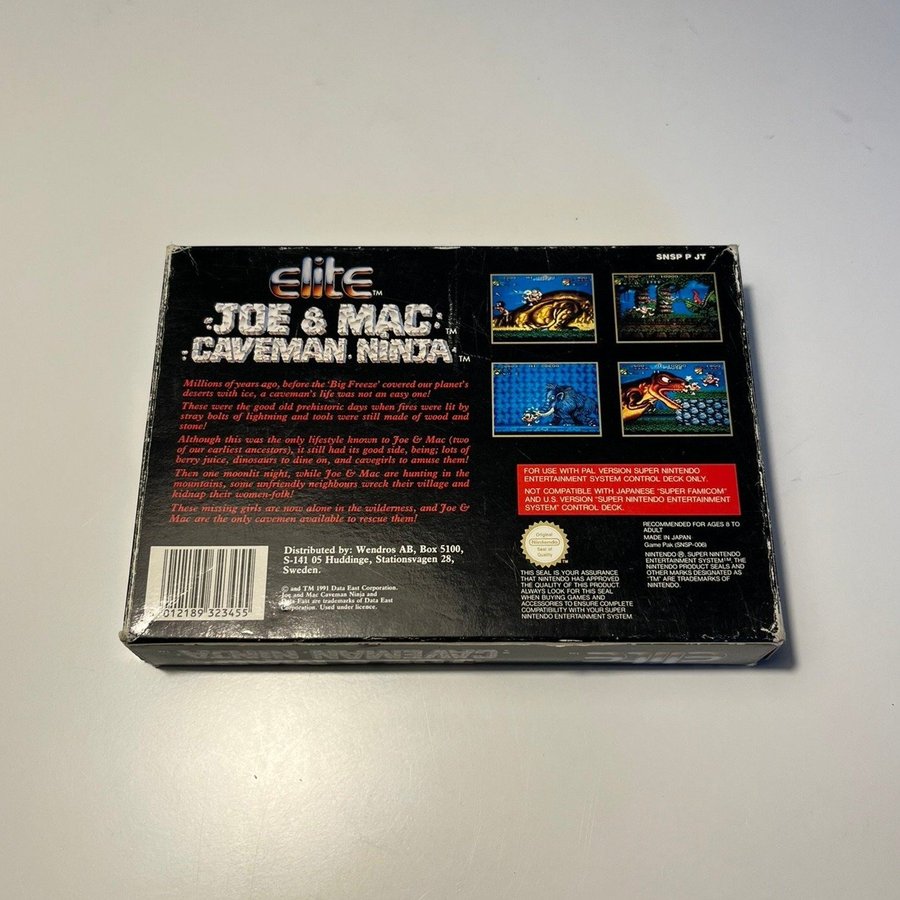 SNSP P JT
elite™
JOE & MAC™
CAVEMAN NINJA™
Millions of years ago, before the 'Big Freeze' covered our planet's
deserts with ice, a caveman's life was not an easy one!
These were the good old prehistoric days when fires were lit by
stray bolts of lightning and tools were still made of wood and
stone!
Although this was the only lifestyle known to Joe & Mac (two
of our earliest ancestors), it still had its good side, being; lots of
berry juice, dinosaurs to dine on, and cavegirls to amuse them!
Then one moonlit night, while Joe & Mac are hunting in the
mountains, some unfriendly neighbours wreck their village and
kidnap their women-folk!
These missing girls are now alone in the wilderness, and Joe &
Mac are the only cavemen available to rescue them!
Distributed by: Wendros AB, Box 5100,
S-141 05 Huddinge, Stationsvagen 28,
Sweden.
© and TM 1991 Data East Corporation.
Joe and Mac Caveman Ninja and
Data East are trademarks of Data East
Corporation. Used under licence.
012189 323455
FOR USE WITH PAL VERSION SUPER NINTENDO
ENTERTAINMENT SYSTEM CONTROL DECK ONLY.
NOT COMPATIBLE WITH JAPANESE "SUPER FAMICOM"
AND U.S. VERSION "SUPER NINTENDO ENTERTAINMENT
SYSTEM" CONTROL DECK.
Original
Nintendo
Seal of
Quality
TM
THIS SEAL IS YOUR ASSURANCE
THAT NINTENDO HAS APPROVED
THE QUALITY OF THIS PRODUCT.
ALWAYS LOOK FOR THIS SEAL
WHEN BUYING GAMES AND
ACCESSORIES TO ENSURE COMPLETE
COMPATIBILITY WITH YOUR SUPER
NINTENDO ENTERTAINMENT SYSTEM
RECOMMENDED FOR AGES 8 TO
ADULT
MADE IN JAPAN
Game Pak (SNSP-006)
NINTENDO ®, SUPER NINTENDO
ENTERTAINMENT SYSTEM™, THE
NINTENDO PRODUCT SEALS AND
OTHER MARKS DESIGNATED AS
"TM" ARE TRADEMARKS OF
NINTENDO.
CAVEMAN NINJA™
elite